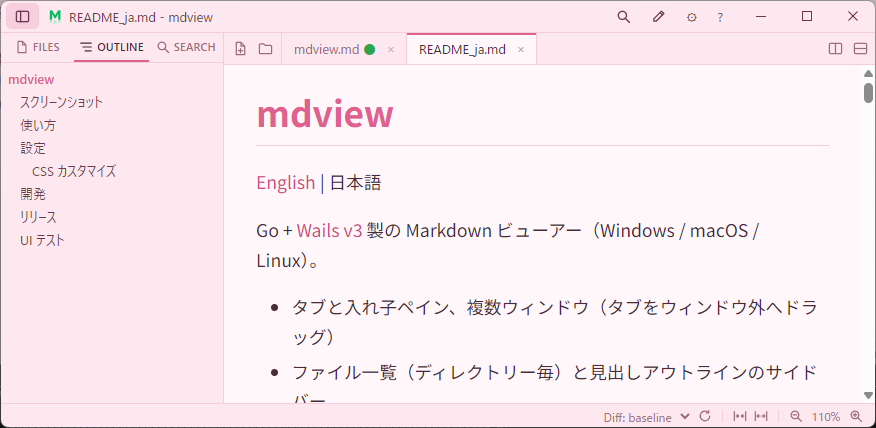 README_ja.md - mdview
?
FILES OUTLINE SEARCH
mdview.md × README_ja.md ×
mdview
スクリーンショット
使い方
設定
CSS カスタマイズ
開発
リリース
UI テスト
mdview
English | 日本語
Go + Wails v3 製の Markdown ビューアー（Windows / macOS /
Linux）。
• タブと入れ子ペイン、複数ウィンドウ（タブをウィンドウ外へドラ
ッグ）
• ファイル一覧（ディレクトリー毎）と見出しアウトラインのサイド
バー
Diff: baseline 110%